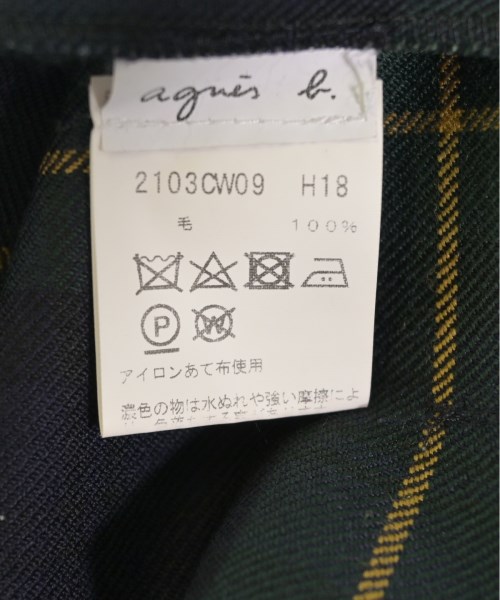 agnès b.
2103CW09 H18
毛 100%
P W
アイロンあて布使用
濃色の物は水ぬれや強い摩擦によ